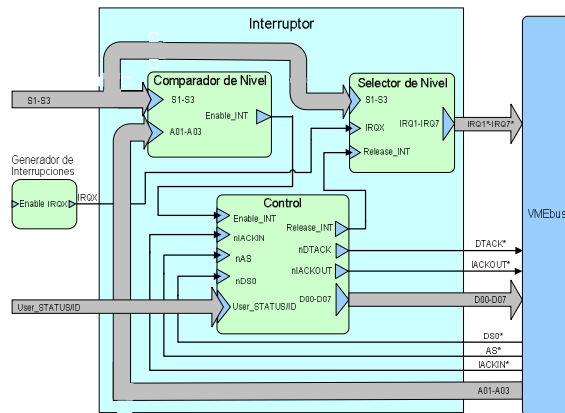 Interruptor
Comparador de Nivel
S1-S3
Enable_INT
A01-A03
Selector de Nivel
S1-S3
IRQX
IRQ1-IRQ7
Release_INT
S1-S3
IRQ1*-IRQ7*
Generador de
Interrupciones
Enable IRQX
IRQX
Control
Enable_INT
Release_INT
nIACKIN
nAS
nDTACK
nDS0
nIACKOUT
User_STATUS/ID
D00-D07
User_STATUS/ID
VMEbus
DTACK*
IACKOUT*
D00-D07
DS0*
AS*
IACKIN*
A01-A03